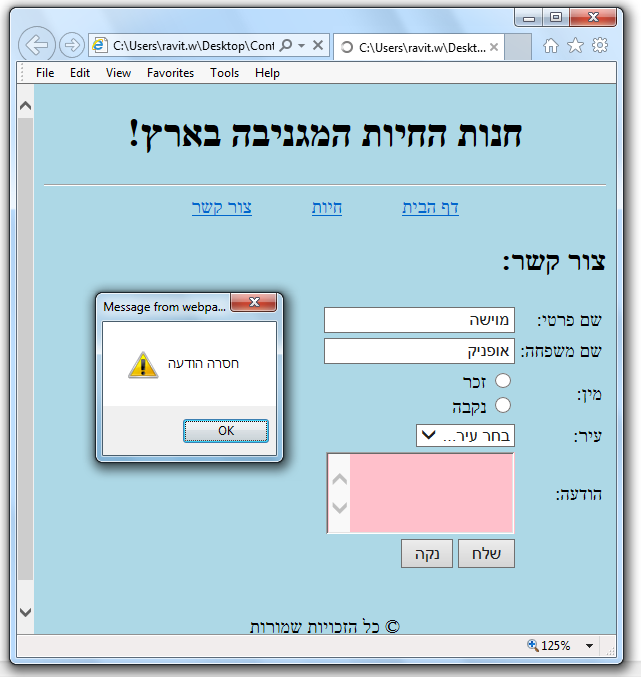 C:\Users\ravit.w\Desktop\Cont
C:\Users\ravit.w\Deskt...
File Edit View Favorites Tools Help
חנות החיות המגניבה בארץ!
דף הבית חיות צור קשר
צור קשר:
שם פרטי: מוישה
שם משפחה: אופניק
מין: זכר
נקבה
עיר: בחר עיר...
הודעה:
שלח נקה
Message from webpa...
חסרה הודעה
OK
© כל הזכויות שמורות
125%